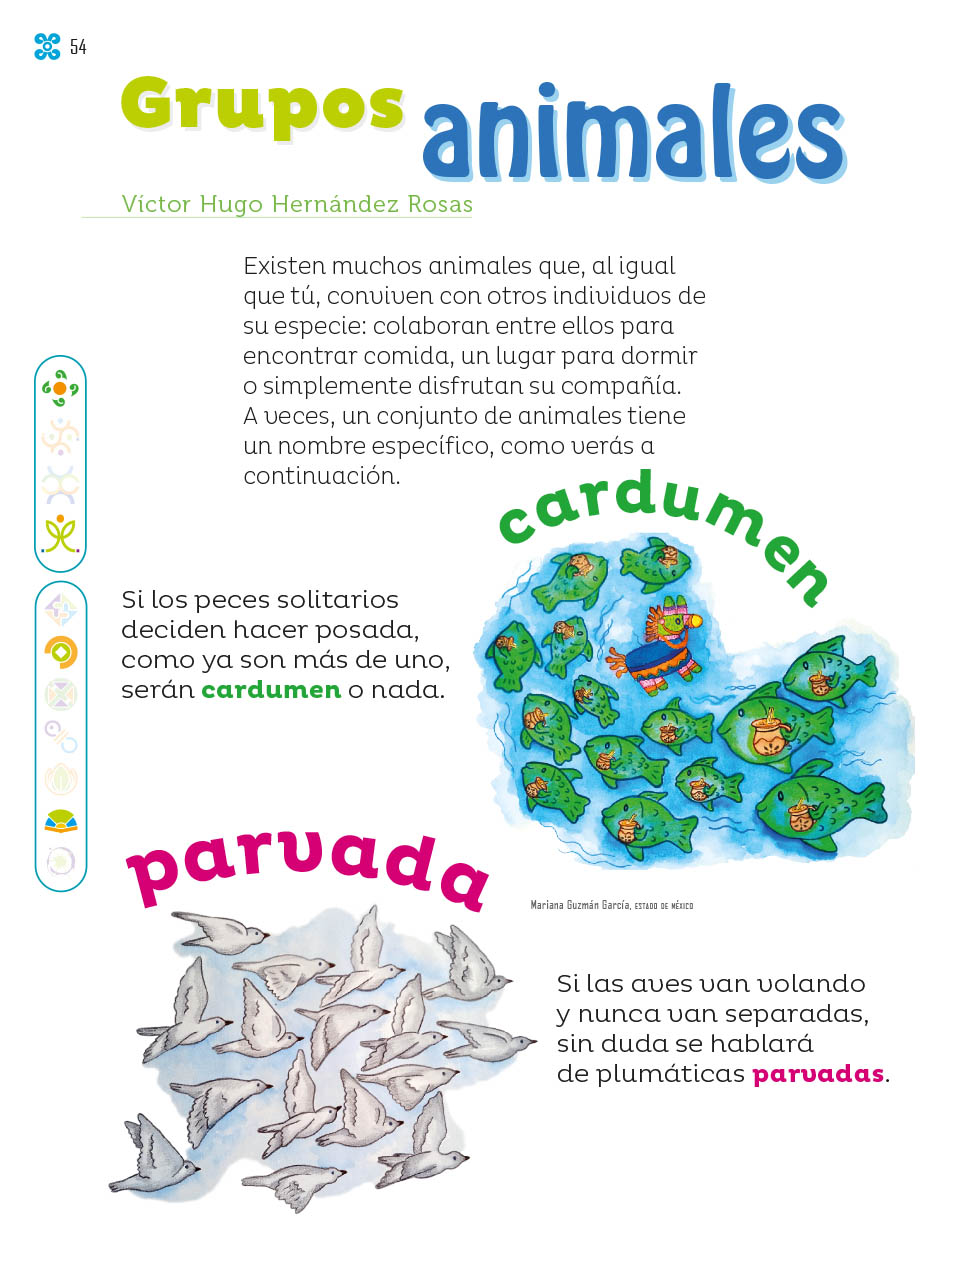 54
Grupos animales
Víctor Hugo Hernández Rosas
Existen muchos animales que, al igual
que tú, conviven con otros individuos de
su especie: colaboran entre ellos para
encontrar comida, un lugar para dormir
o simplemente disfrutan su compañía.
A veces, un conjunto de animales tiene
un nombre específico, como verás a
continuación.
cardumen
Si los peces solitarios
deciden hacer posada,
como ya son más de uno,
serán cardumen o nada.
parvada
Mariana Guzmán García, ESTADO DE MÉXICO
Si las aves van volando
y nunca van separadas,
sin duda se hablará
de plumáticas parvadas.